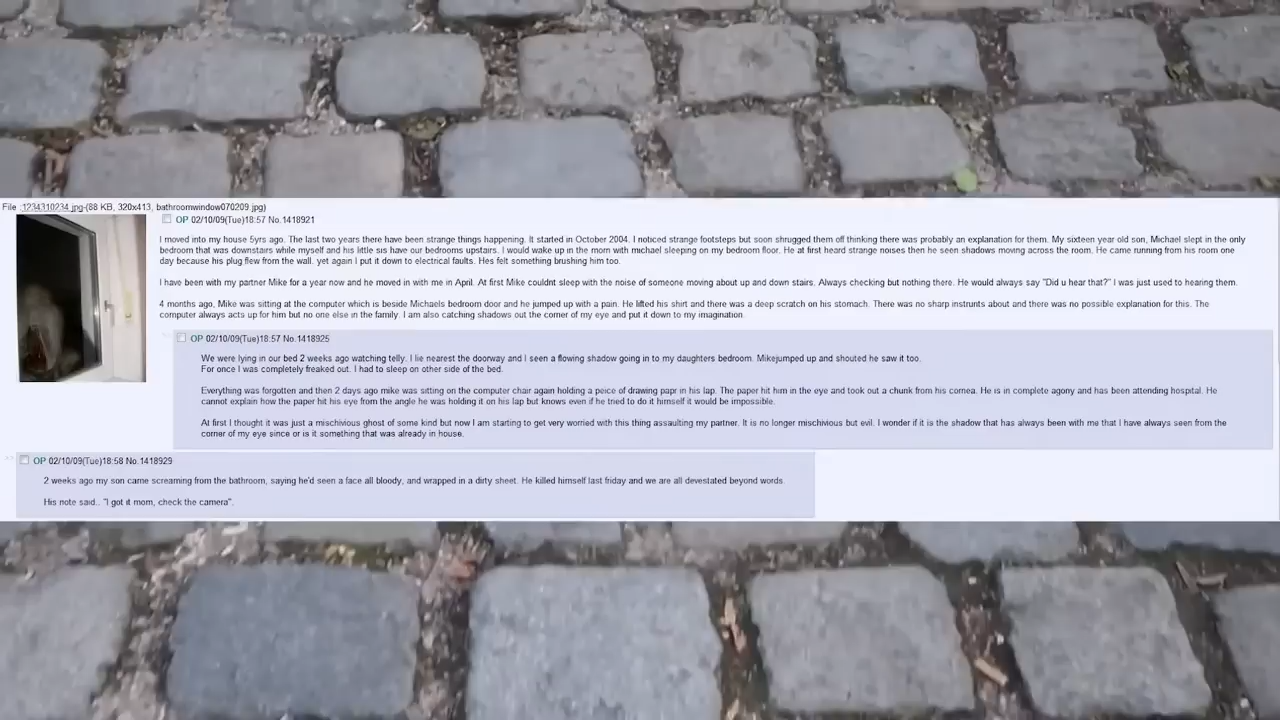 File :1234310234.jpg-(88 KB, 320x413, bathroomwindow070209.jpg)
OP 02/10/09(Tue)18:57 No.1418921
I moved into my house 5yrs ago. The last two years there have been strange things happening. It started in October 2004. I noticed strange footsteps but soon shrugged them off thinking there was probably an explanation for them. My sixteen year old son, Michael slept in the only
bedroom that was downstairs while myself and his little sis have our bedrooms upstairs. I would wake up in the morn with michael sleeping on my bedroom floor. He at first heard strange noises then he seen shadows moving across the room. He came running from his room one
day because his plug flew from the wall. yet again I put it down to electrical faults. Hes felt something brushing him too.
I have been with my partner Mike for a year now and he moved in with me in April. At first Mike couldnt sleep with the noise of someone moving about up and down stairs. Always checking but nothing there. He would always say "Did u hear that?" I was just used to hearing them.
4 months ago, Mike was sitting at the computer which is beside Michaels bedroom door and he jumped up with a pain. He lifted his shirt and there was a deep scratch on his stomach. There was no sharp instrunts about and there was no possible explanation for this. The
computer always acts up for him but no one else in the family. I am also catching shadows out the corner of my eye and put it down to my imagination.
>> OP 02/10/09(Tue)18:57 No.1418925
We were lying in our bed 2 weeks ago watching telly. I lie nearest the doorway and I seen a flowing shadow going in to my daughters bedroom. Mikejumped up and shouted he saw it too.
For once I was completely freaked out. I had to sleep on other side of the bed.
Everything was forgotten and then 2 days ago mike was sitting on the computer chair again holding a peice of drawing papr in his lap. The paper hit him in the eye and took out a chunk from his cornea. He is in complete agony and has been attending hospital. He
cannot explain how the paper hit his eye from the angle he was holding it on his lap but knows even if he tried to do it himself it would be impossible.
At first I thought it was just a mischivious ghost of some kind but now I am starting to get very worried with this thing assaulting my partner. It is no longer mischivious but evil. I wonder if it is the shadow that has always been with me that I have always seen from the
corner of my eye since or is it something that was already in house.
>> OP 02/10/09(Tue)18:58 No.1418929
2 weeks ago my son came screaming from the bathroom, saying he'd seen a face all bloody, and wrapped in a dirty sheet. He killed himself last friday and we are all devestated beyond words.
His note said.. "I got it mom, check the camera".